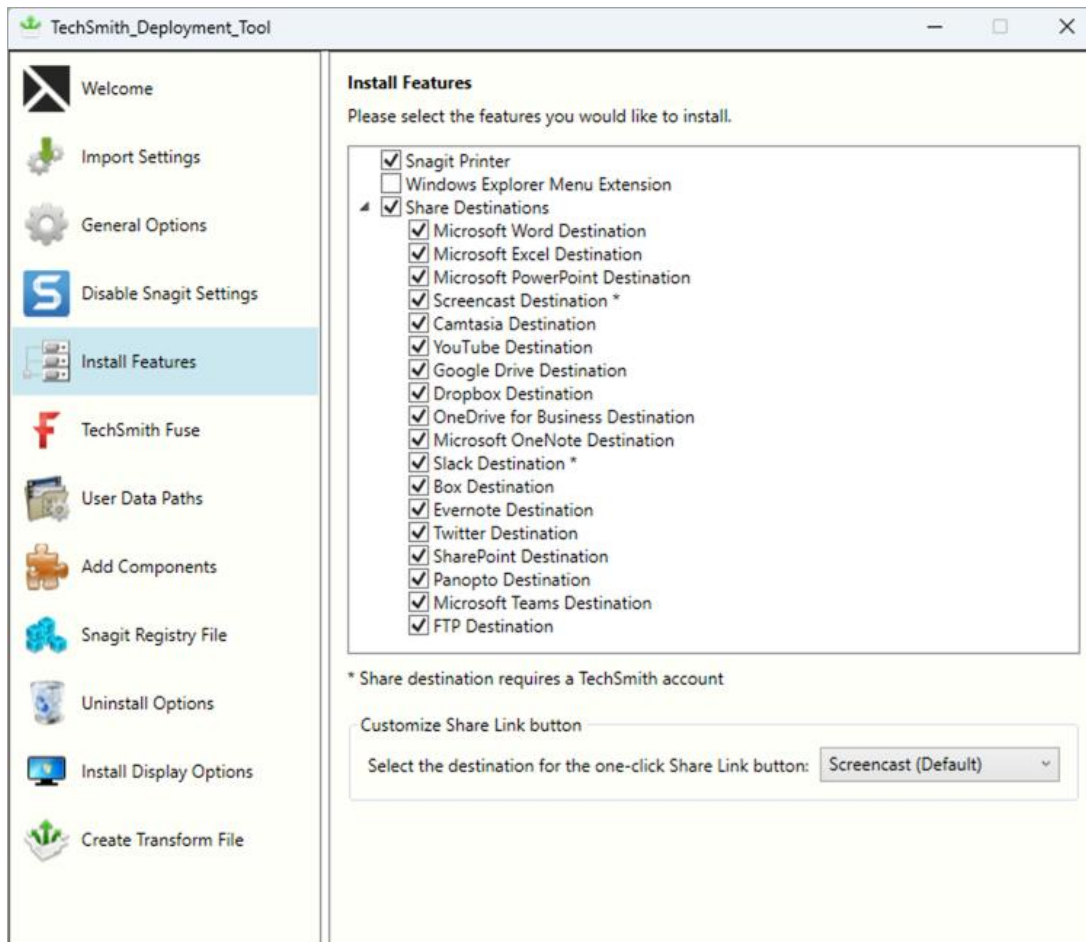 TechSmith_Deployment_Tool
Welcome
Import Settings
General Options
Disable Snagit Settings
Install Features
TechSmith Fuse
User Data Paths
Add Components
Snagit Registry File
Uninstall Options
Install Display Options
Create Transform File
Install Features
Please select the features you would like to install.
Snagit Printer
Windows Explorer Menu Extension
Share Destinations
Microsoft Word Destination
Microsoft Excel Destination
Microsoft PowerPoint Destination
Screencast Destination *
Camtasia Destination
YouTube Destination
Google Drive Destination
Dropbox Destination
OneDrive for Business Destination
Microsoft OneNote Destination
Slack Destination *
Box Destination
Evernote Destination
Twitter Destination
SharePoint Destination
Panopto Destination
Microsoft Teams Destination
FTP Destination
* Share destination requires a TechSmith account
Customize Share Link button
Select the destination for the one-click Share Link button: Screencast (Default)